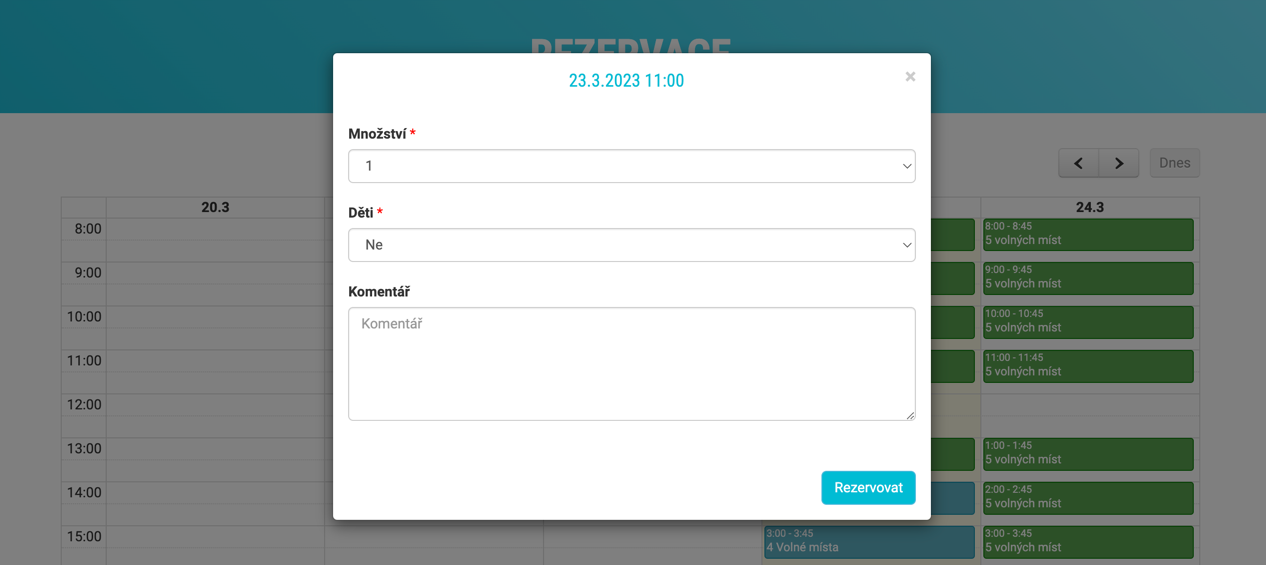 REZERVACE
23.3.2023 11:00
×
Množství *
1
Děti *
Ne
Komentář
Komentář
Rezervovat
Dnes
20.3
24.3
8:00
8:00 - 8:45
5 volných míst
9:00
9:00 - 9:45
5 volných míst
10:00
10:00 - 10:45
5 volných míst
11:00
11:00 - 11:45
5 volných míst
12:00
13:00
1:00 - 1:45
5 volných míst
14:00
2:00 - 2:45
5 volných míst
15:00
3:00 - 3:45
4 Volné místa
3:00 - 3:45
5 volných míst